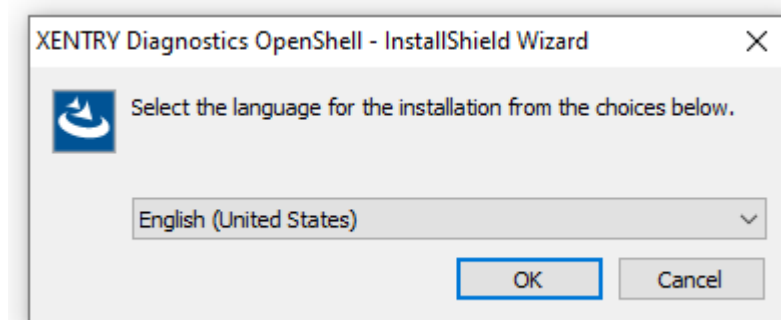 XENTRY Diagnostics OpenShell - InstallShield Wizard
Select the language for the installation from the choices below.
English (United States)
OK Cancel